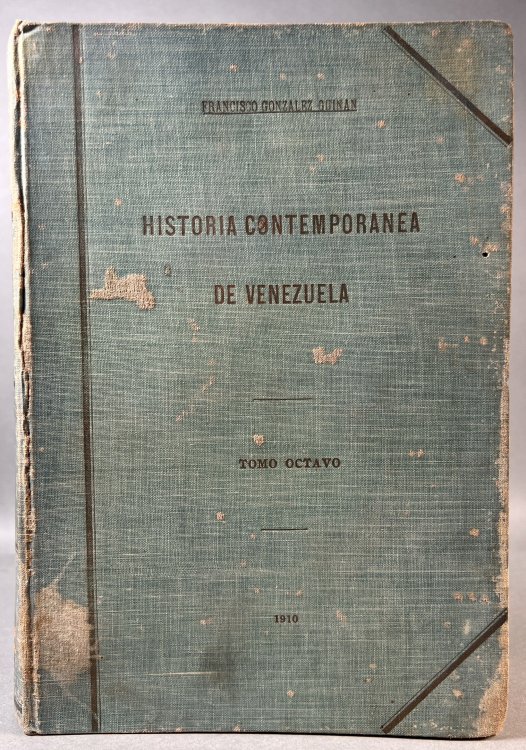 FRANCISCO GONZALEZ GUINAN
HISTORIA CONTEMPORANEA
DE VENEZUELA
TOMO OCTAVO
1910